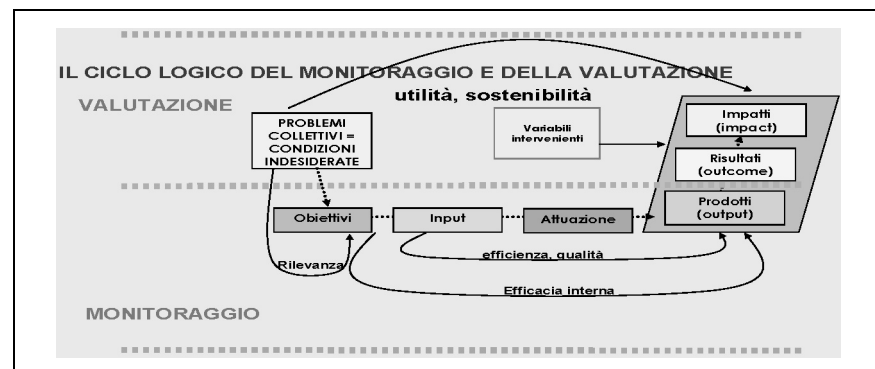 IL CICLO LOGICO DEL MONITORAGGIO E DELLA VALUTAZIONE
utilità, sostenibilità
VALUTAZIONE
PROBLEMI
COLLETTIVI =
CONDIZIONI
INDESIDERATE
Variabili
intervenienti
Impatti
(impact)
Risultati
(outcome)
Prodotti
(output)
Obiettivi
Input
Attuazione
Rilevanza
efficienza, qualità
Efficacia interna
MONITORAGGIO